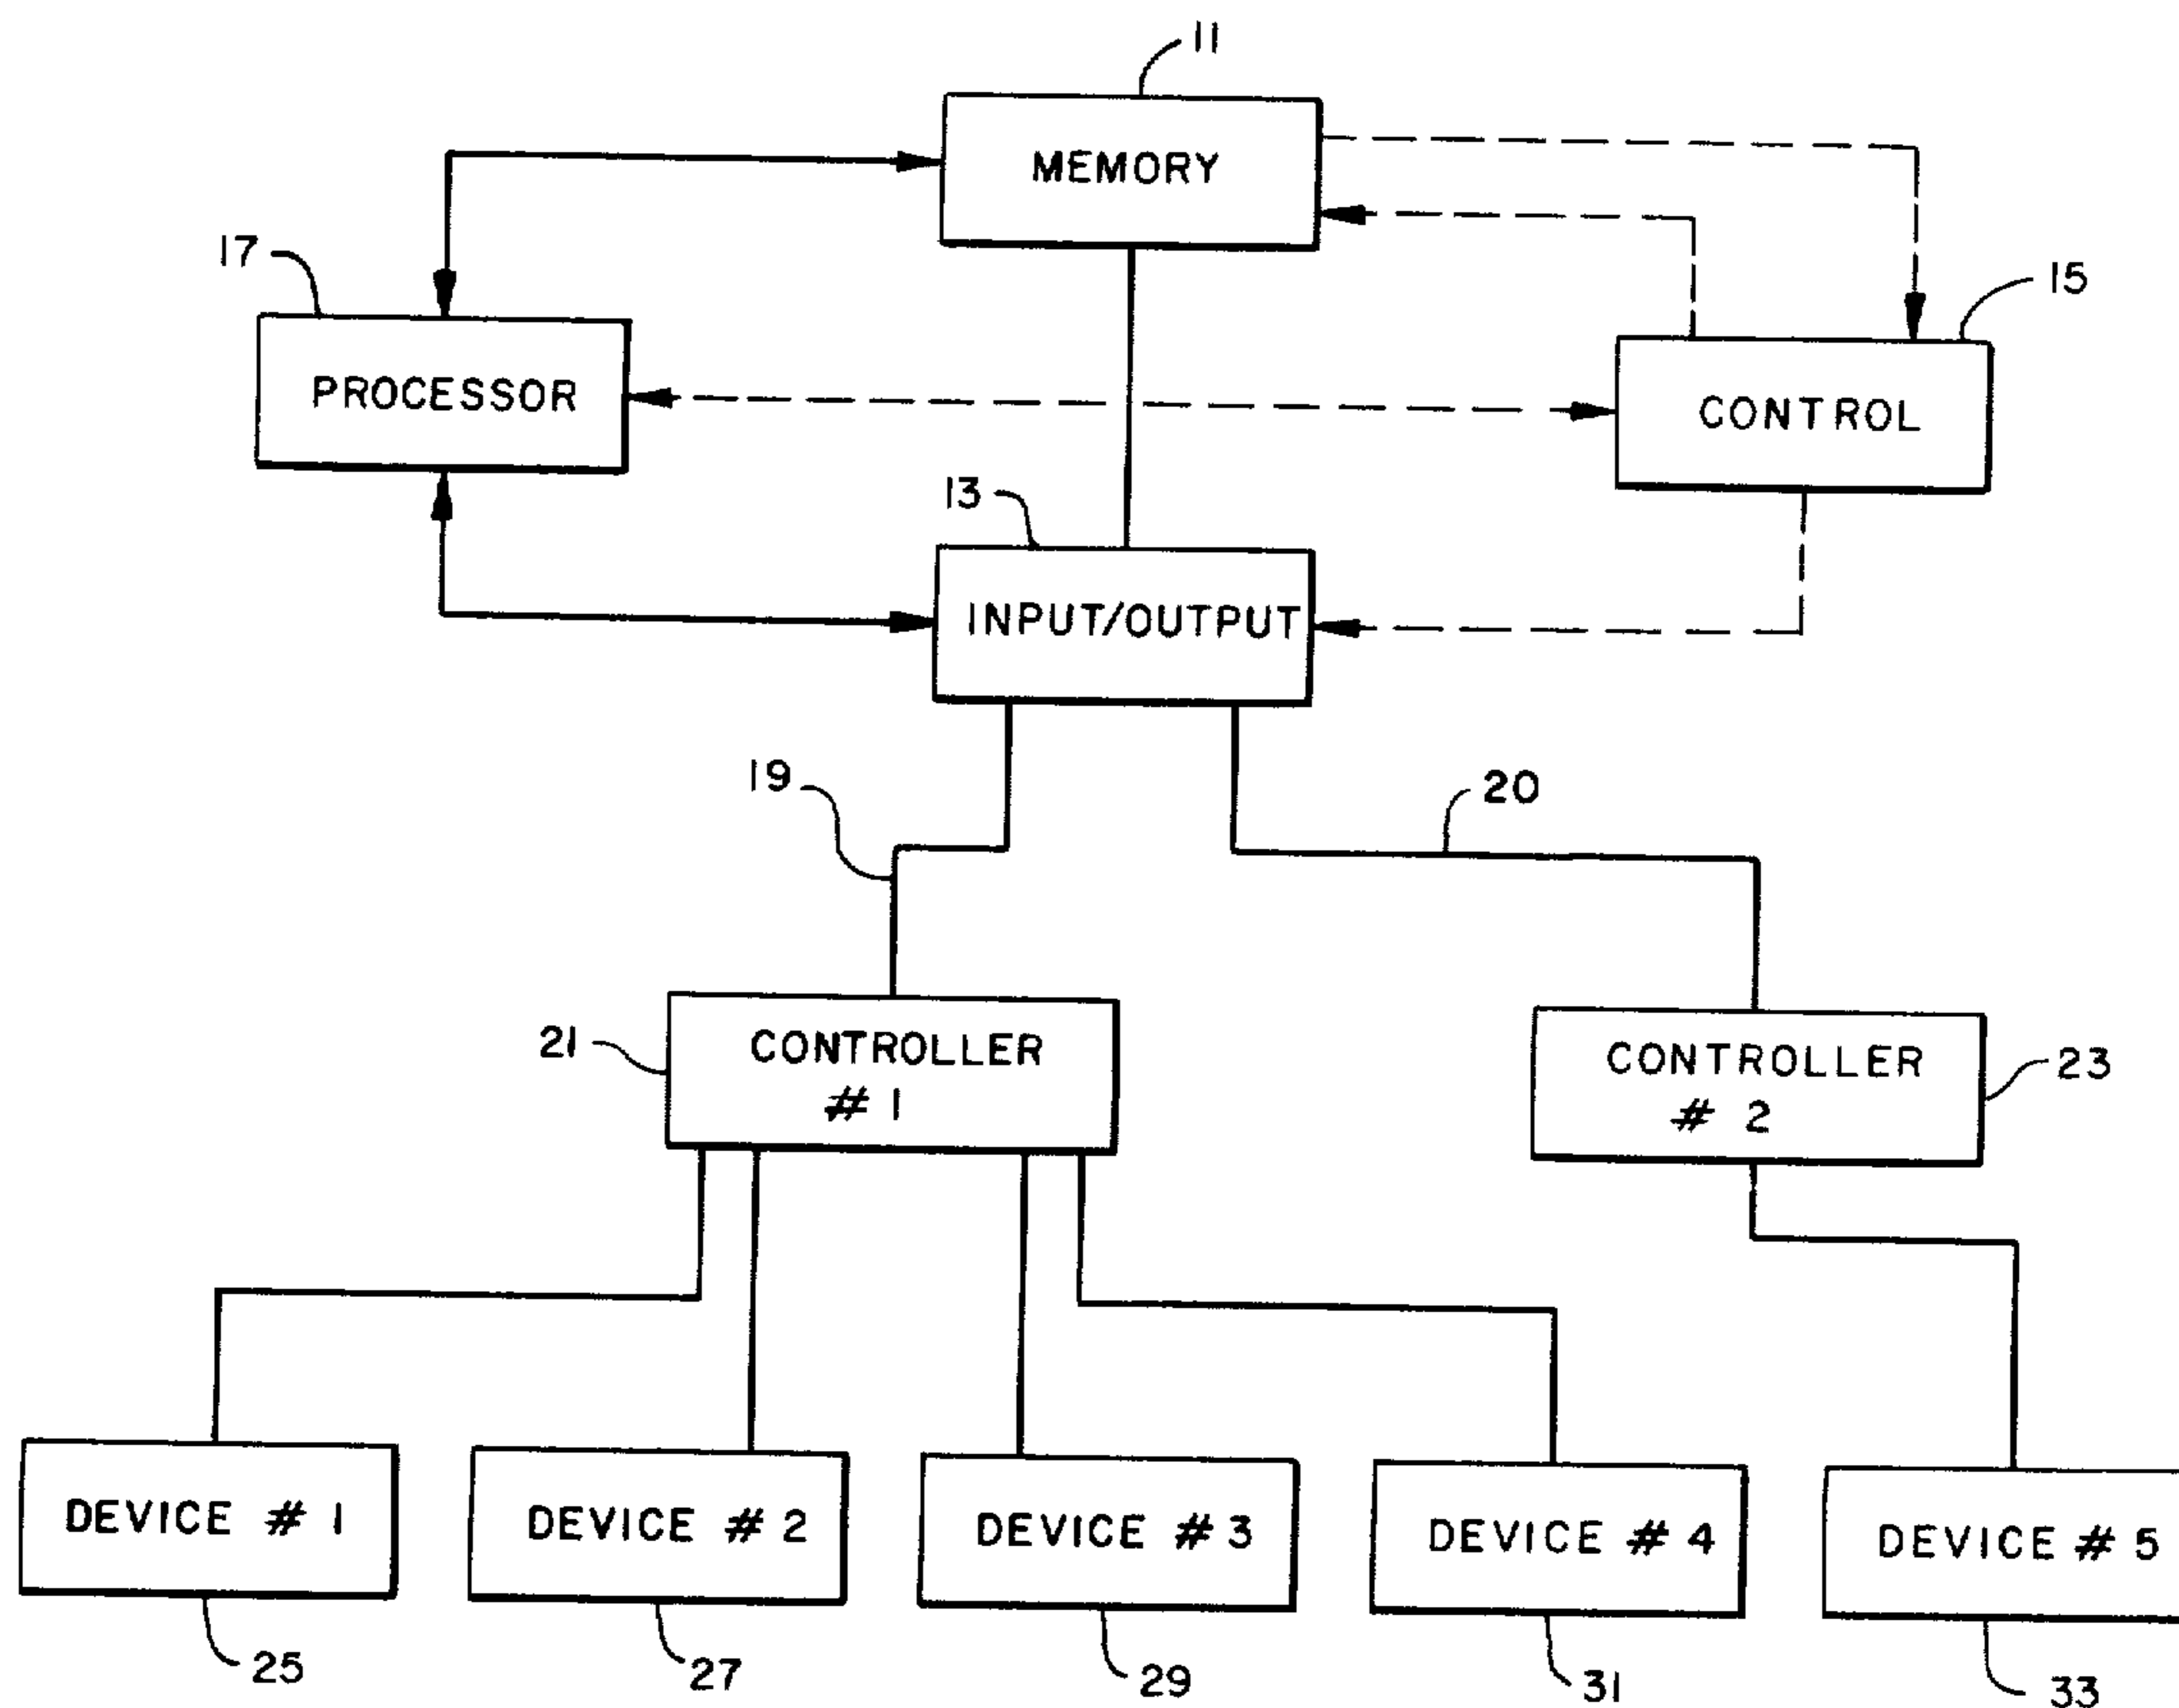 11
MEMORY
17
15
PROCESSOR
CONTROL
13
INPUT/OUTPUT
19
20
21
CONTROLLER
# 1
CONTROLLER
# 2
23
DEVICE # 1
DEVICE # 2
DEVICE # 3
DEVICE # 4
DEVICE # 5
25
27
29
31
33